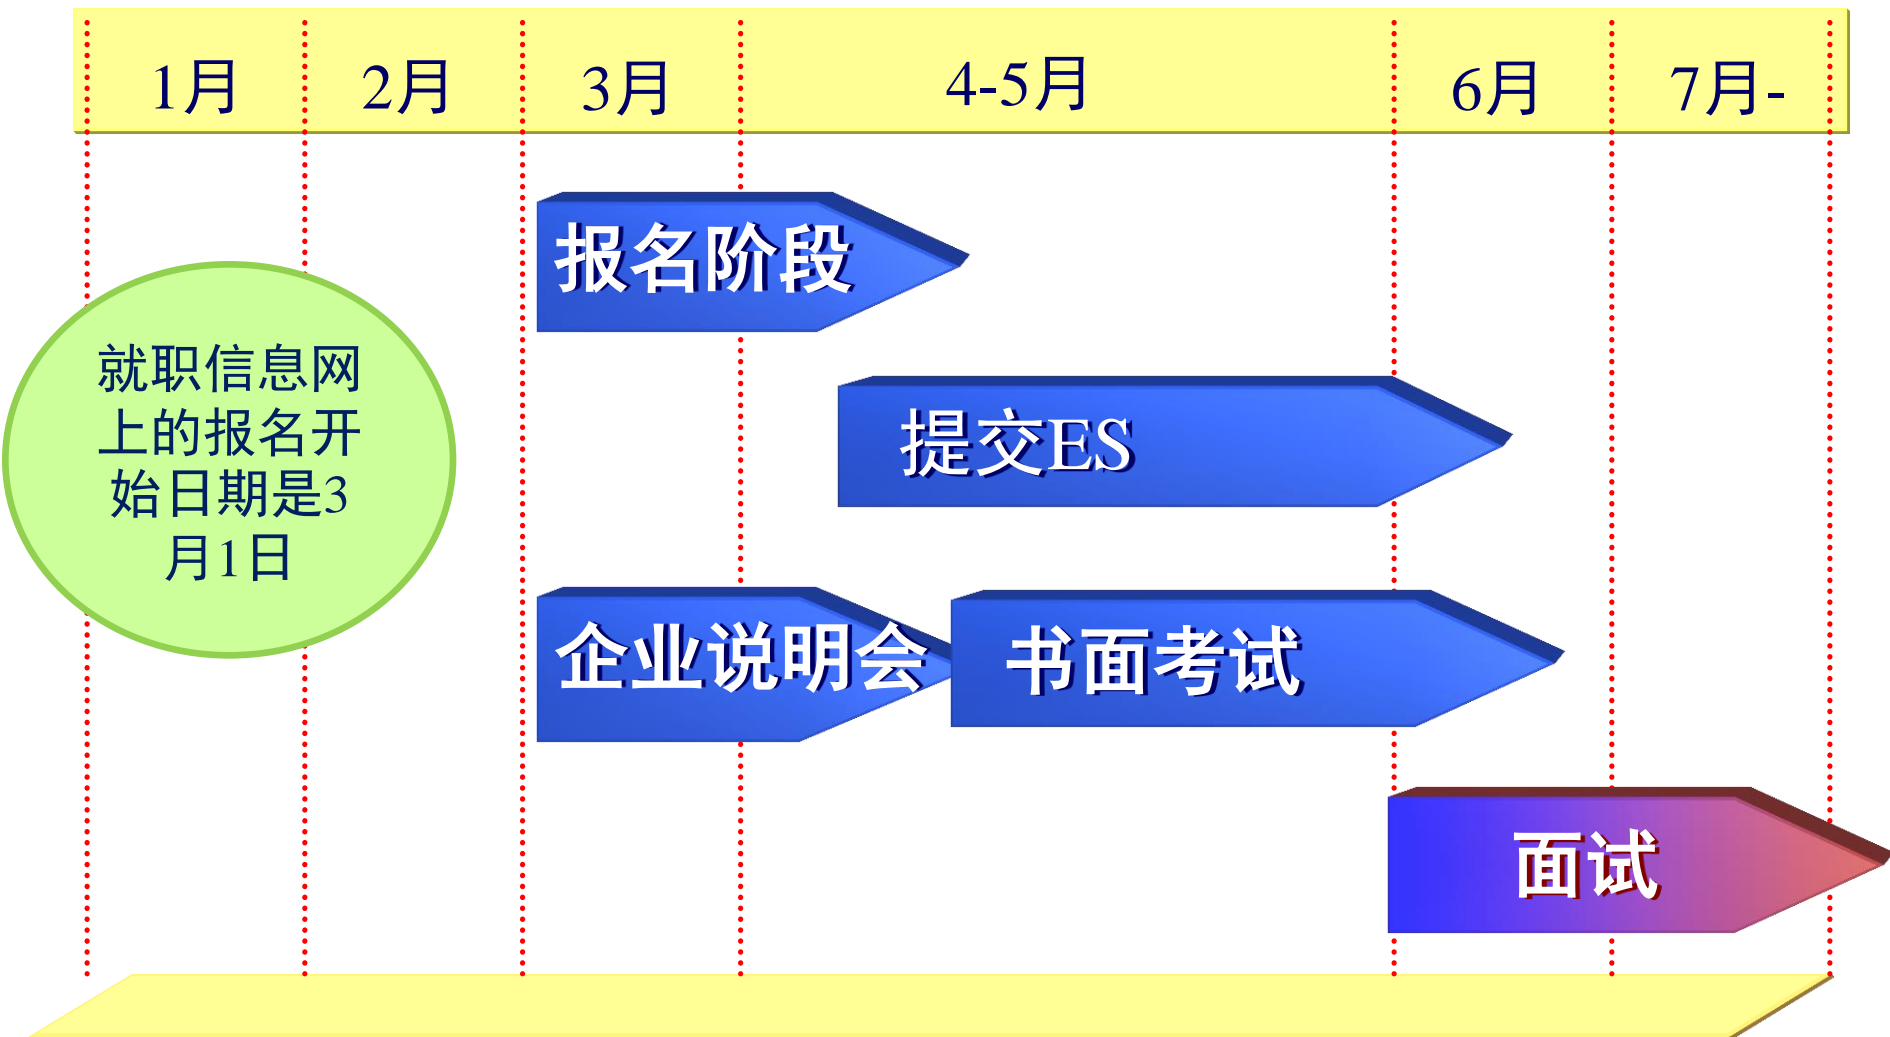 1月
2月
3月
4-5月
6月
7月-
报名阶段
就职信息网
上的报名开
始日期是3
月1日
提交ES
企业说明会
书面考试
面试